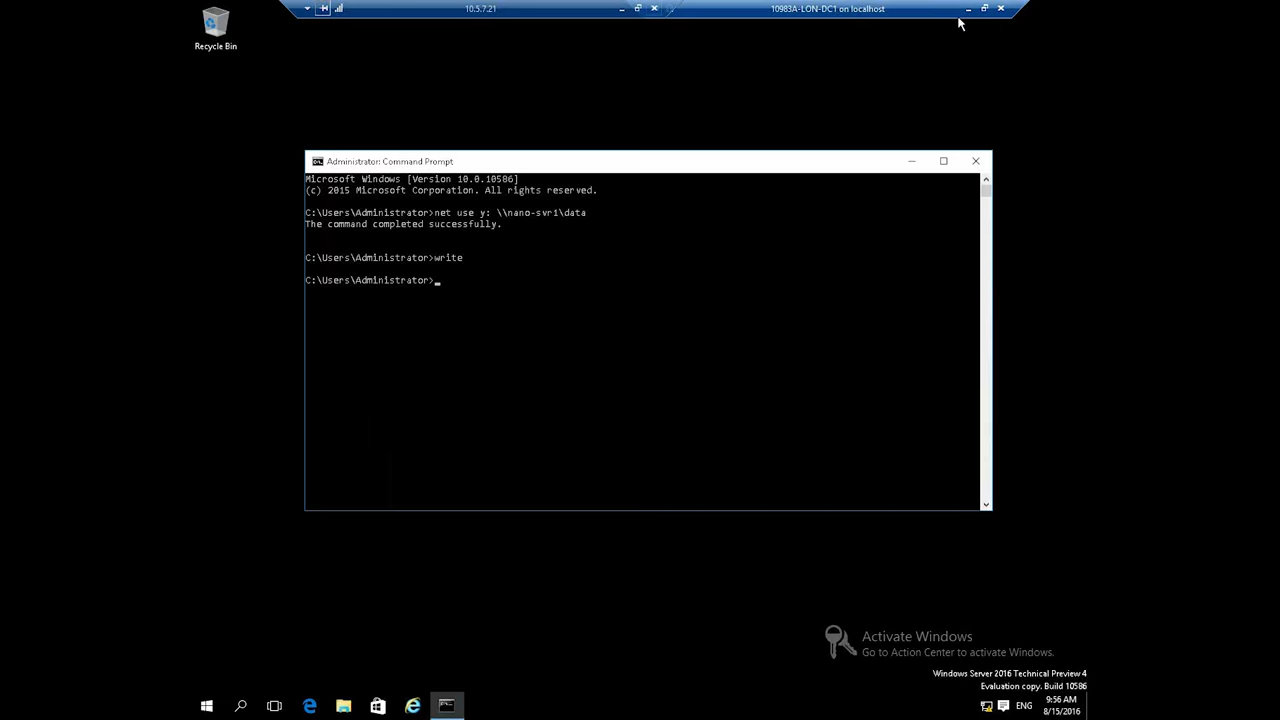 10.5.7.21
10983A-LON-DC1 on localhost
Recycle Bin
Administrator: Command Prompt
Microsoft Windows [Version 10.0.10586]
(c) 2015 Microsoft Corporation. All rights reserved.
C:\Users\Administrator>net use y: \\nano-svr1\data
The command completed successfully.
C:\Users\Administrator>write
C:\Users\Administrator>
Activate Windows
Go to Action Center to activate Windows.
Windows Server 2016 Technical Preview 4
Evaluation copy. Build 10586
9:56 AM
ENG
8/15/2016